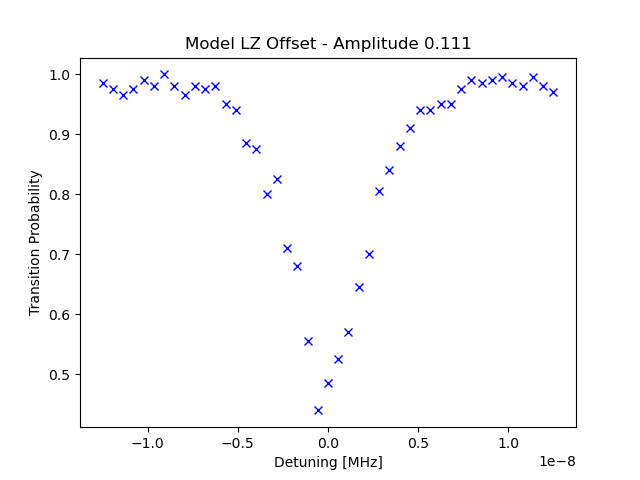 Model LZ Offset - Amplitude 0.111
1.0
0.9
0.8
0.7
0.6
0.5
Transition Probability
−1.0 −0.5 0.0 0.5 1.0
1e−8
Detuning [MHz]